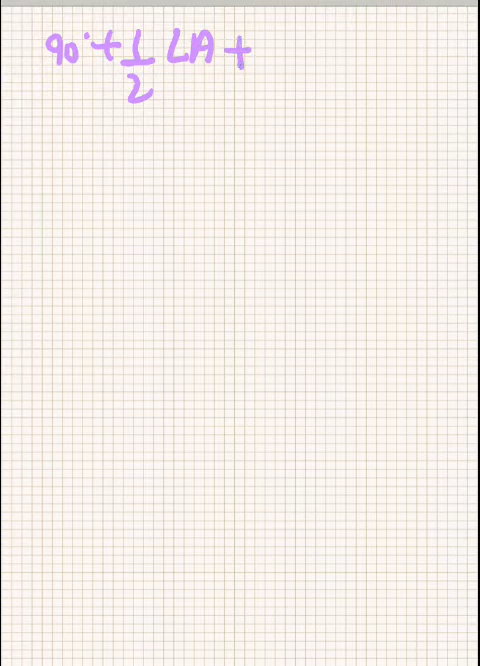 90° + 1/2 ∠A +